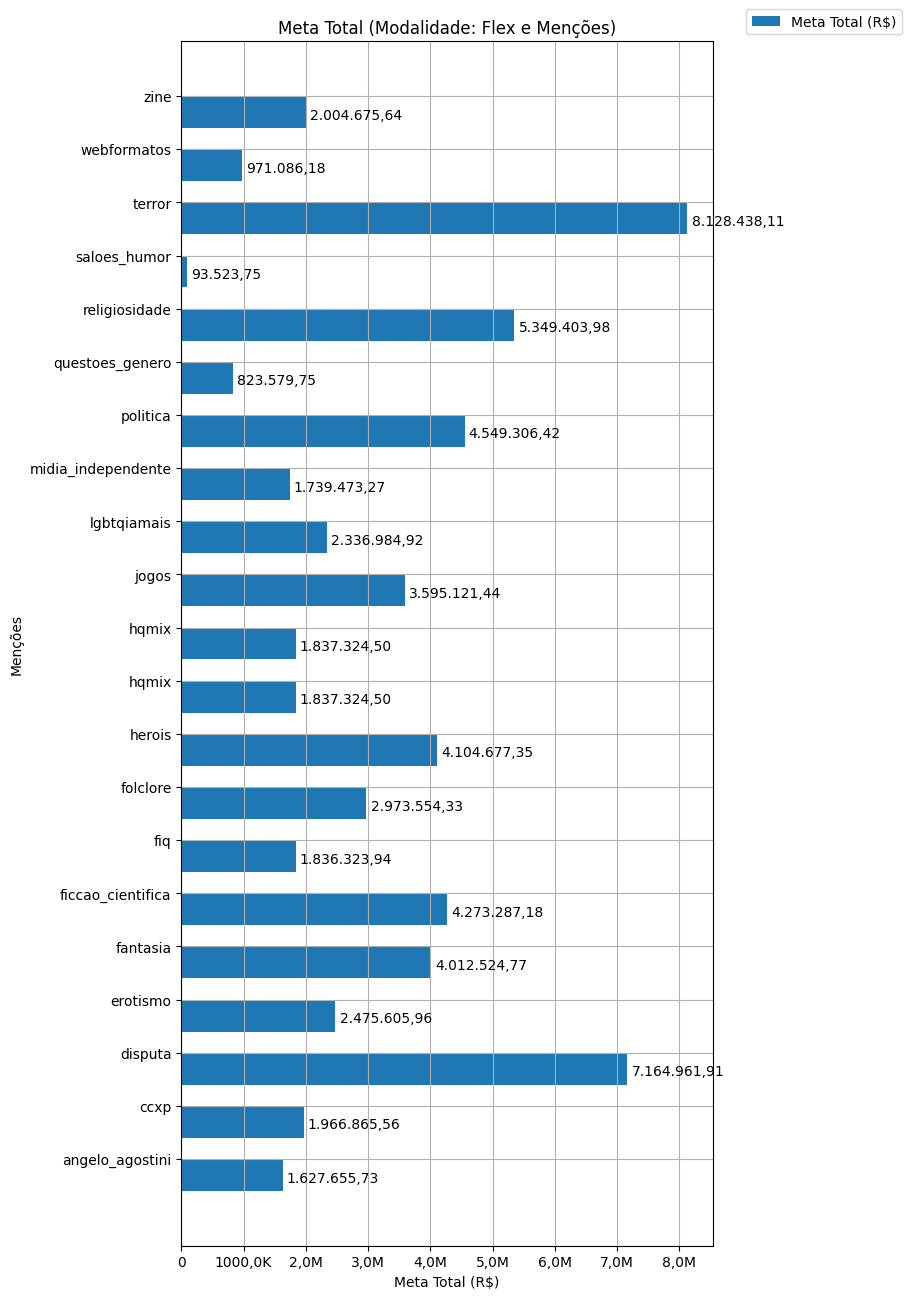 Meta Total (Modalidade: Flex e Menções)
Meta Total (R$)
zine
2.004.675,64
webformatos
971.086,18
terror
8.128.438,11
saloes_humor
93.523,75
religiosidade
5.349.403,98
questoes_genero
823.579,75
politica
4.549.306,42
midia_independente
1.739.473,27
lgbtqiamais
2.336.984,92
jogos
3.595.121,44
hqmix
1.837.324,50
hqmix
1.837.324,50
herois
4.104.677,35
folclore
2.973.554,33
fiq
1.836.323,94
ficcao_cientifica
4.273.287,18
fantasia
4.012.524,77
erotismo
2.475.605,96
disputa
7.164.961,91
ccxp
1.966.865,56
angelo_agostini
1.627.655,73
Menções
0 1000,0K 2,0M 3,0M 4,0M 5,0M 6,0M 7,0M 8,0M
Meta Total (R$)